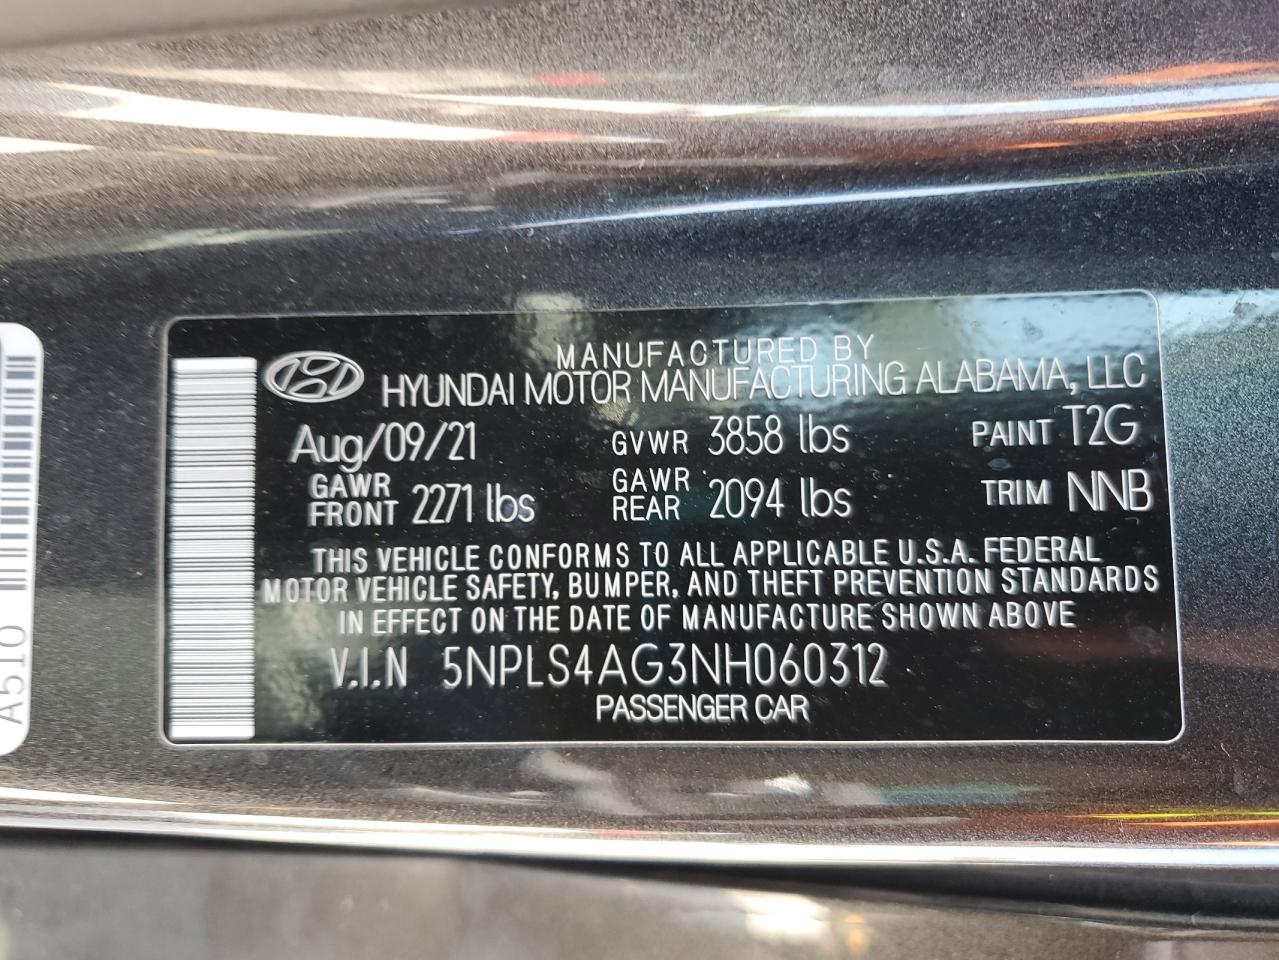 MANUFACTURED BY
HYUNDAI MOTOR MANUFACTURING ALABAMA, LLC
Aug/09/21 GVWR 3858 lbs PAINT T2G
GAWR FRONT 2271 lbs GAWR REAR 2094 lbs TRIM NNB
THIS VEHICLE CONFORMS TO ALL APPLICABLE U.S.A. FEDERAL
MOTOR VEHICLE SAFETY, BUMPER, AND THEFT PREVENTION STANDARDS
IN EFFECT ON THE DATE OF MANUFACTURE SHOWN ABOVE
V.I.N 5NPLS4AG3NH060312
PASSENGER CAR
A510